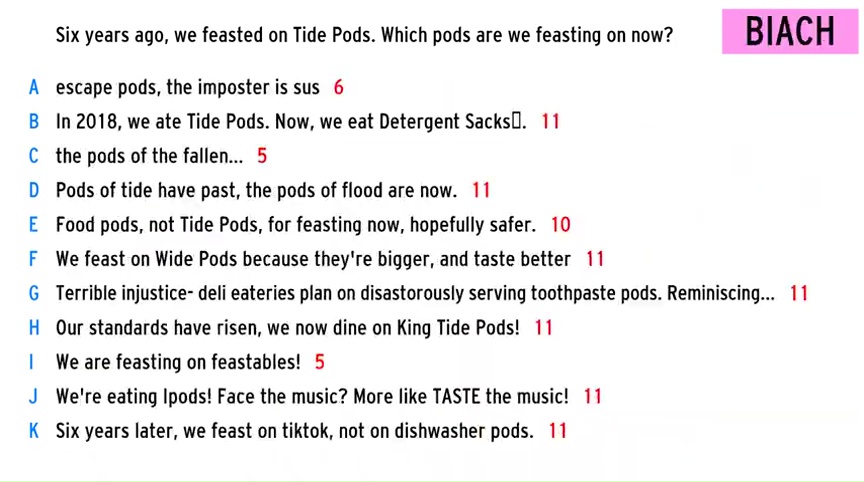 Six years ago, we feasted on Tide Pods. Which pods are we feasting on now?
BIACH
A escape pods, the imposter is sus 6
B In 2018, we ate Tide Pods. Now, we eat Detergent Sacks▯. 11
C the pods of the fallen... 5
D Pods of tide have past, the pods of flood are now. 11
E Food pods, not Tide Pods, for feasting now, hopefully safer. 10
F We feast on Wide Pods because they're bigger, and taste better 11
G Terrible injustice- deli eateries plan on disastorously serving toothpaste pods. Reminiscing... 11
H Our standards have risen, we now dine on King Tide Pods! 11
I We are feasting on feastables! 5
J We're eating Ipods! Face the music? More like TASTE the music! 11
K Six years later, we feast on tiktok, not on dishwasher pods. 11